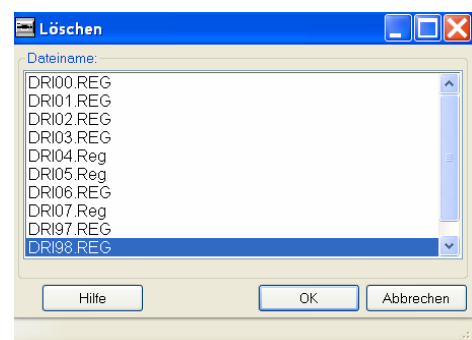 Löschen
Dateiname:
DRI00.REG
DRI01.REG
DRI02.REG
DRI03.REG
DRI04.Reg
DRI05.Reg
DRI06.REG
DRI07.Reg
DRI97.REG
DRI98.REG
Hilfe OK Abbrechen